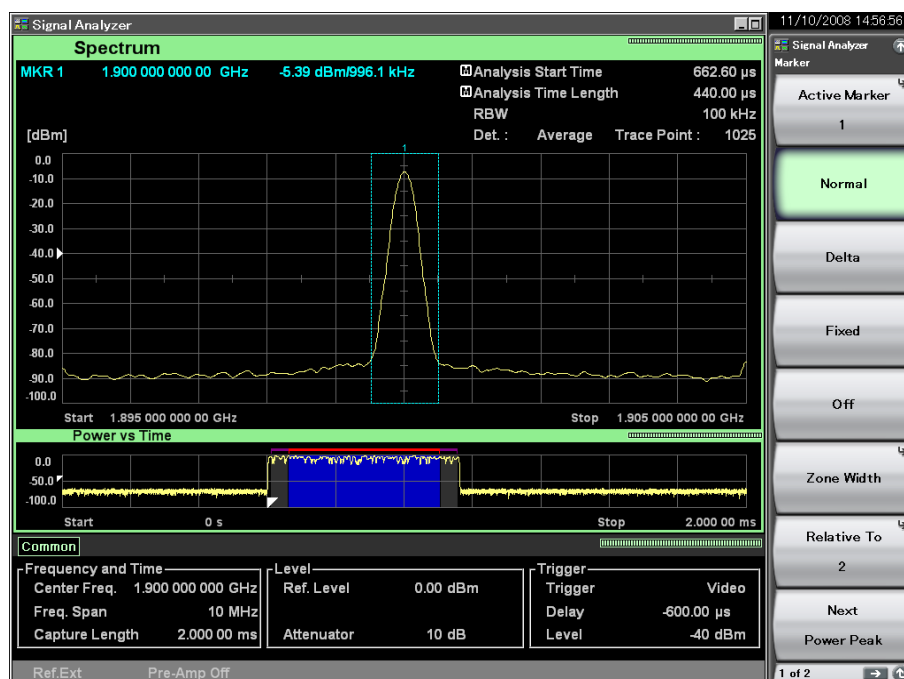 Signal Analyzer
11/10/2008 14:56:56
Spectrum
MKR 1 1.900 000 000 00 GHz -5.39 dBm/996.1 kHz
M Analysis Start Time 662.60 µs
M Analysis Time Length 440.00 µs
RBW 100 kHz
Det. : Average Trace Point : 1025
[dBm]
1
0.0
-10.0
-20.0
-30.0
-40.0
-50.0
-60.0
-70.0
-80.0
-90.0
-100.0
Start 1.895 000 000 00 GHz
Stop 1.905 000 000 00 GHz
Power vs Time
0.0
-50.0
-100.0
Start 0 s
Stop 2.000 00 ms
Common
Frequency and Time
Center Freq. 1.900 000 000 GHz
Freq. Span 10 MHz
Capture Length 2.000 00 ms
Level
Ref. Level 0.00 dBm
Attenuator 10 dB
Trigger
Trigger Video
Delay -600.00 µs
Level -40 dBm
Ref.Ext Pre-Amp Off
Signal Analyzer
Marker
Active Marker
1
Normal
Delta
Fixed
Off
Zone Width
Relative To
2
Next
Power Peak
1 of 2